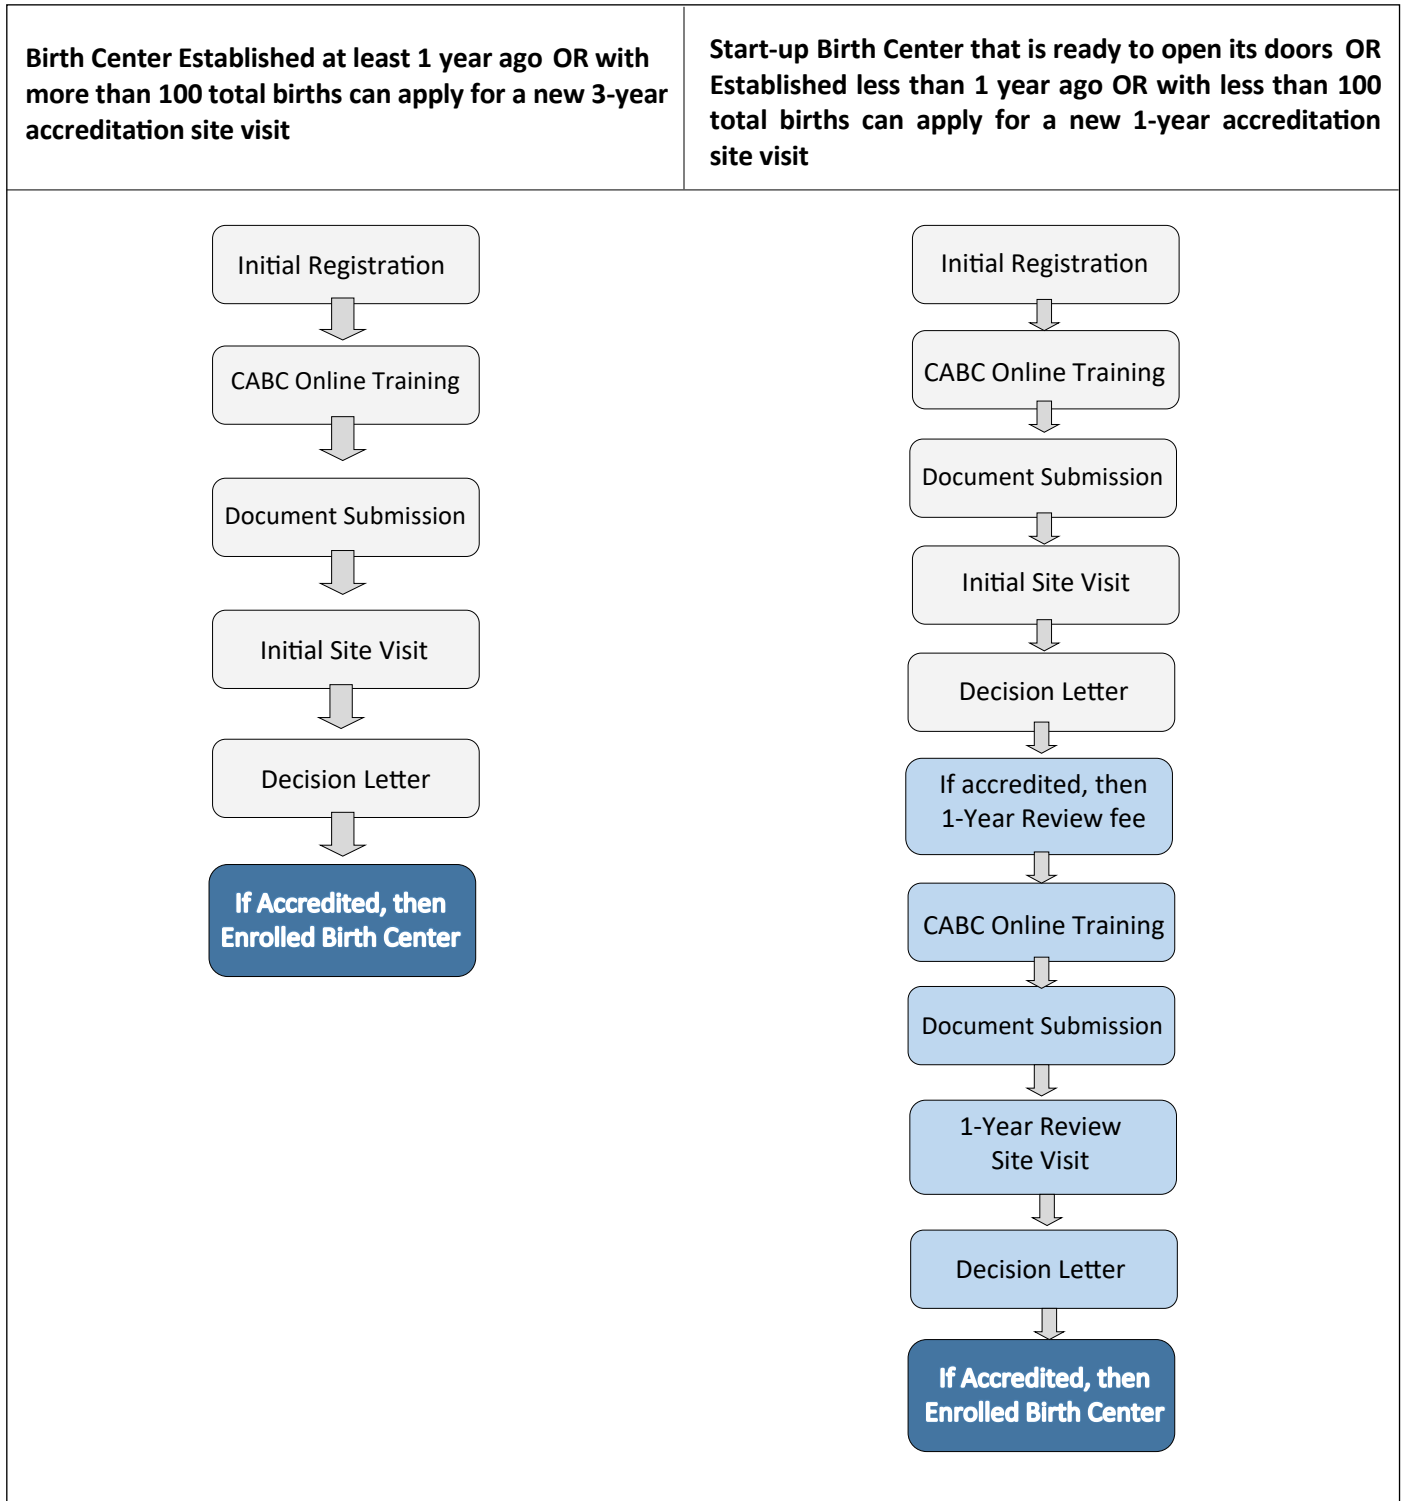 Birth Center Established at least 1 year ago OR with
more than 100 total births can apply for a new 3-year
accreditation site visit
Start-up Birth Center that is ready to open its doors OR
Established less than 1 year ago OR with less than 100
total births can apply for a new 1-year accreditation
site visit
Initial Registration
CABC Online Training
Document Submission
Initial Site Visit
Decision Letter
If Accredited, then
Enrolled Birth Center
Initial Registration
CABC Online Training
Document Submission
Initial Site Visit
Decision Letter
If accredited, then
1-Year Review fee
CABC Online Training
Document Submission
1-Year Review
Site Visit
Decision Letter
If Accredited, then
Enrolled Birth Center